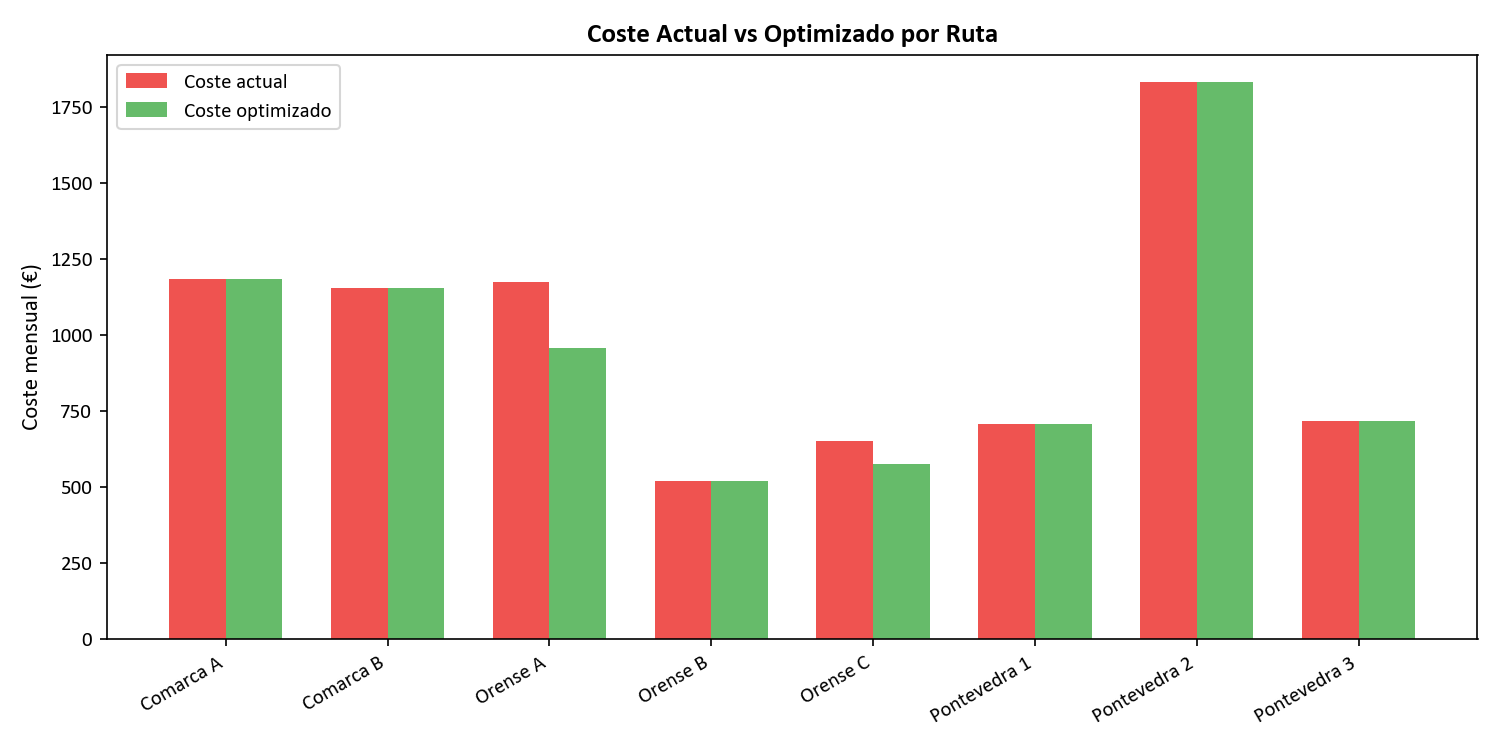 Coste Actual vs Optimizado por Ruta
Coste actual
Coste optimizado
Coste mensual (€)
1750
1500
1250
1000
750
500
250
0
Comarca A
Comarca B
Orense A
Orense B
Orense C
Pontevedra 1
Pontevedra 2
Pontevedra 3